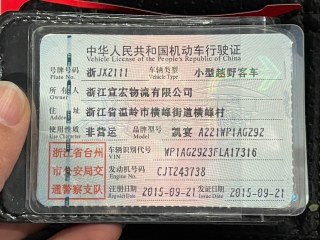 中华人民共和国机动车行驶证
Vehicle License of the People's Republic of China
号牌号码 浙JXZ111 车辆类型 小型越野客车
Plate No. Vehicle Type
所有人 浙江宣宏物流有限公司
Owner
住址 浙江省温岭市横峰街道横峰村
Address
使用性质 非营运 品牌型号 凯宴 A221WP1AG29Z
Use Character Model
浙江省台州
市公安局交
通警察支队
车辆识别代号 WP1AG2923FLA17316
VIN
发动机号码 CJT243738
Engine No.
注册日期 2015-09-21 发证日期 2015-09-21
Register Date Issue Date